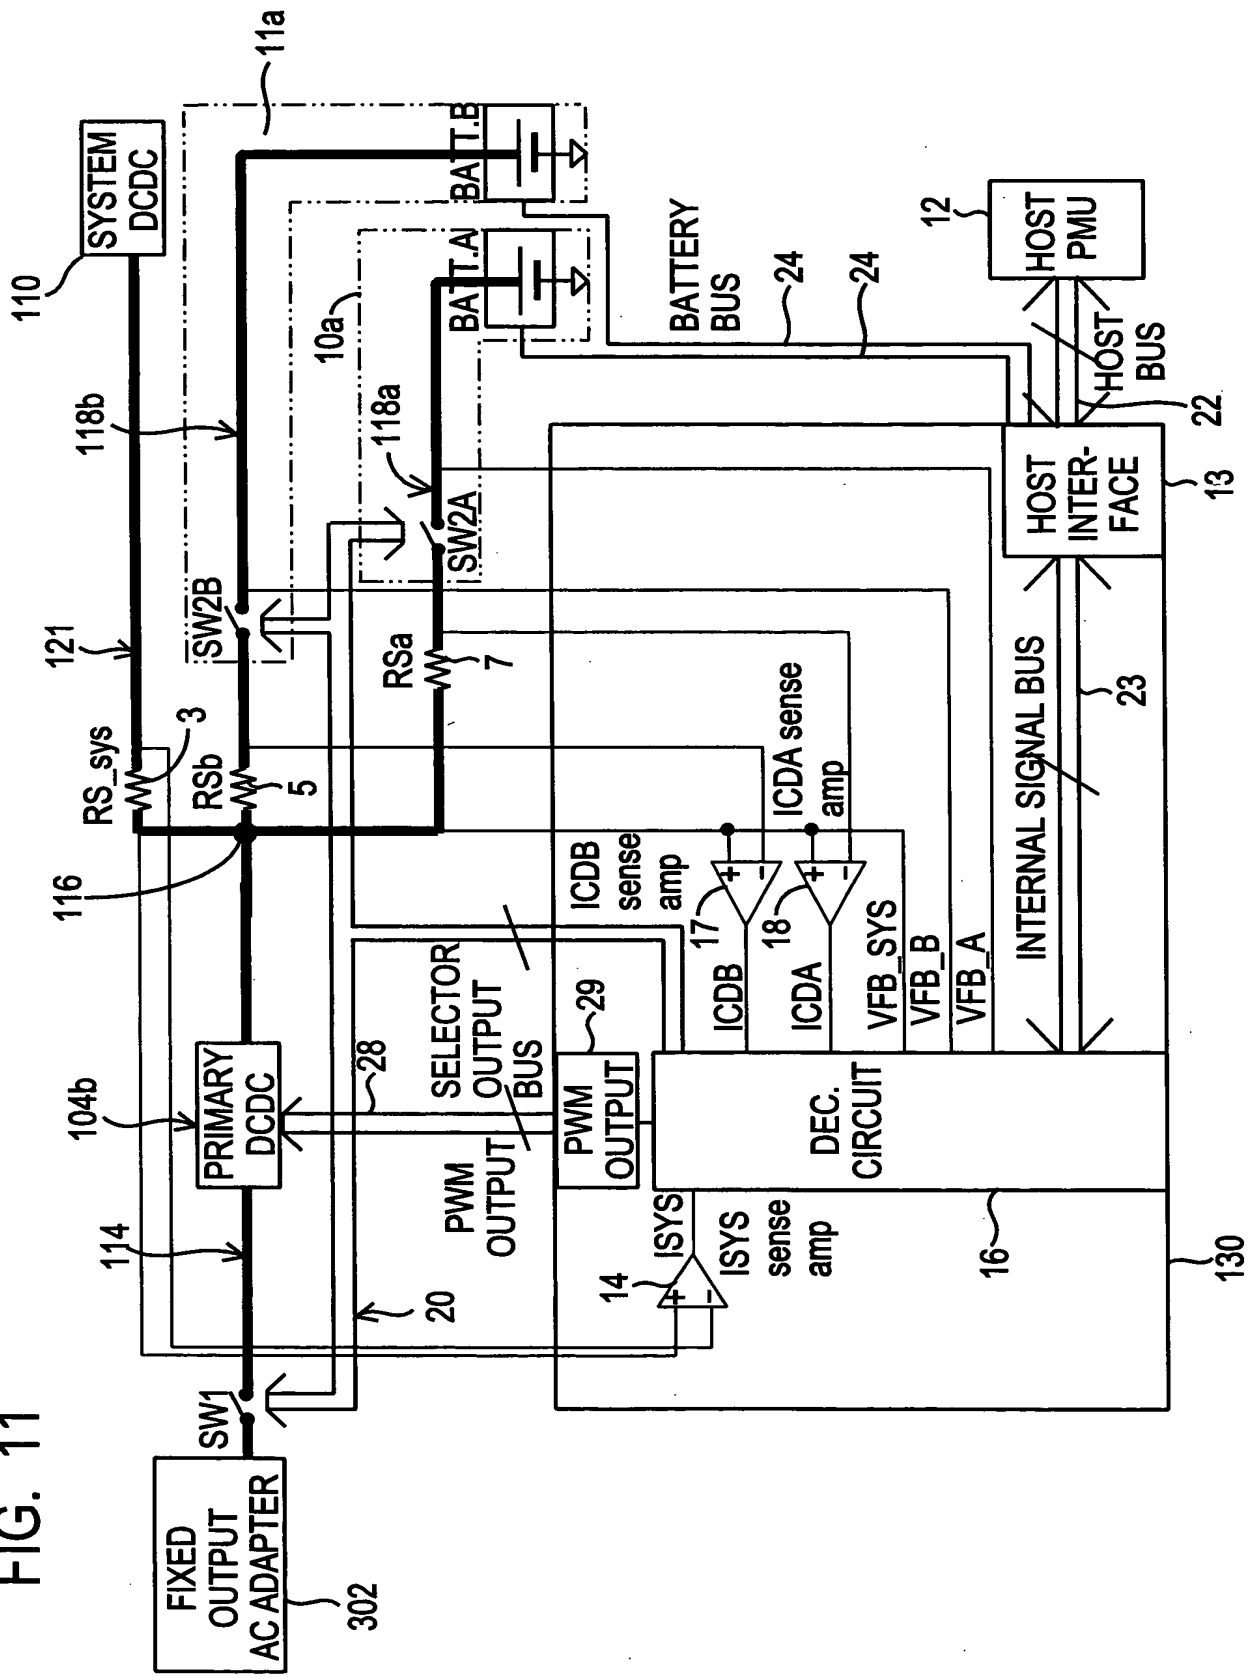 FIG. 11
FIXED
OUTPUT
AC ADAPTER
302
SW1
114
PRIMARY
DCDC
104b
116
RS_sys
3
121
SYSTEM
DCDC
110
RSb
5
SW2B
118b
11a
BATT.B
RSa
7
SW2A
118a
10a
BATT.A
20
PWM
OUTPUT
28
SELECTOR
OUTPUT
BUS
ICDB
sense
amp
ICDA sense
amp
BATTERY
BUS
24
24
12
HOST
PMU
HOST
BUS
22
HOST
INTER-
FACE
13
INTERNAL SIGNAL BUS
23
PWM
OUTPUT
29
DEC.
CIRCUIT
16
ISYS
ISYS
sense
amp
14
+
-
ICDB
17
+
-
ICDA
18
+
-
VFB_SYS
VFB_B
VFB_A
130